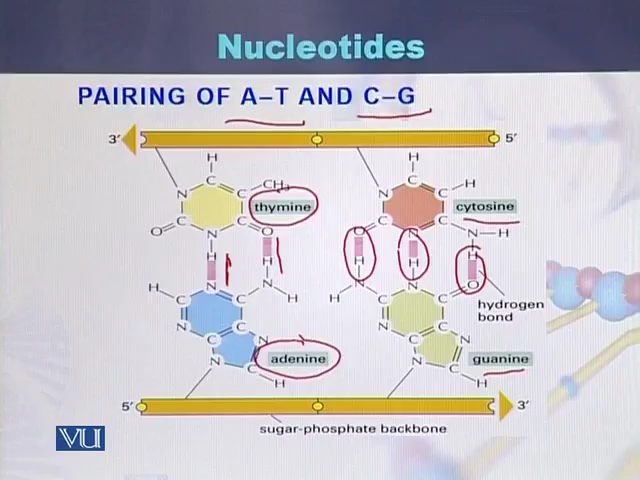 Nucleotides
PAIRING OF A–T AND C–G
3′ 5′
H H
C C CH₃ C C H
N C thymine N C cytosine
O C N C O O C N C N H
H H H H H
N C N H H N C N C O
H C C N C C hydrogen
bond
N C N N C N
N C adenine N C guanine
H H
5′ 3′
sugar-phosphate backbone
VU